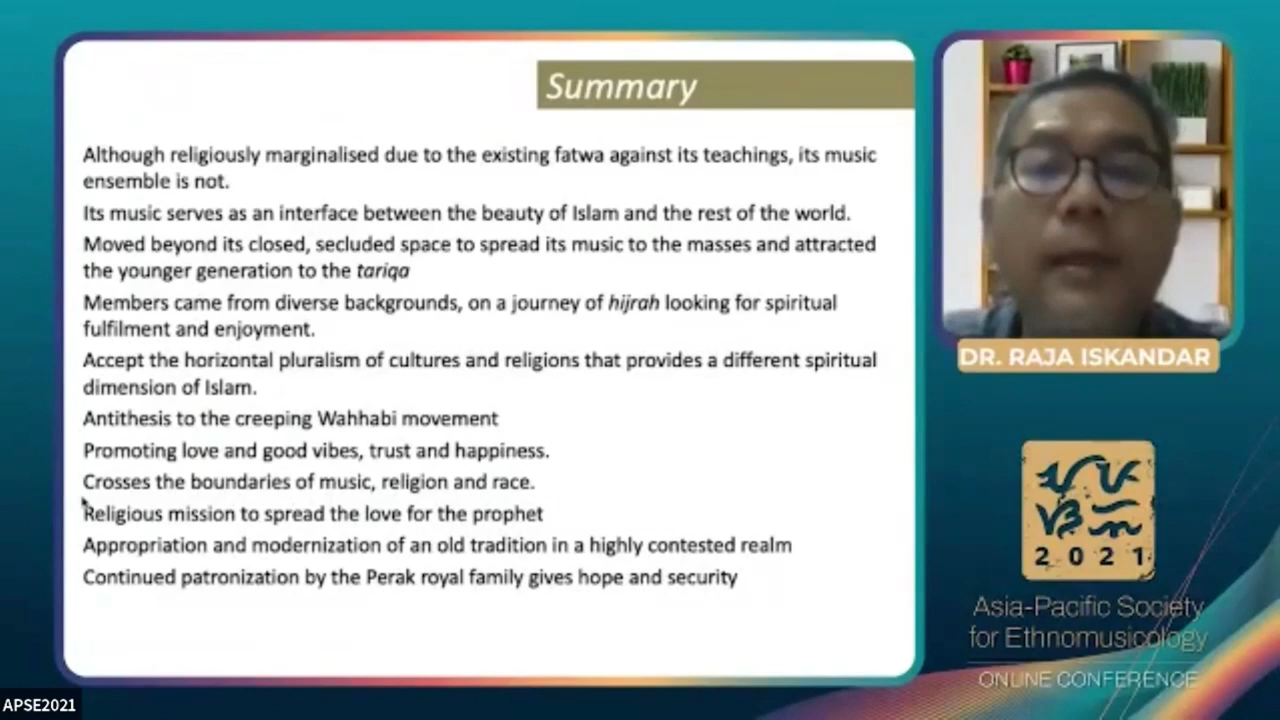 Summary
Although religiously marginalised due to the existing fatwa against its teachings, its music
ensemble is not.
Its music serves as an interface between the beauty of Islam and the rest of the world.
Moved beyond its closed, secluded space to spread its music to the masses and attracted
the younger generation to the tariqa
Members came from diverse backgrounds, on a journey of hijrah looking for spiritual
fulfilment and enjoyment.
Accept the horizontal pluralism of cultures and religions that provides a different spiritual
dimension of Islam.
Antithesis to the creeping Wahhabi movement
Promoting love and good vibes, trust and happiness.
Crosses the boundaries of music, religion and race.
Religious mission to spread the love for the prophet
Appropriation and modernization of an old tradition in a highly contested realm
Continued patronization by the Perak royal family gives hope and security
DR. RAJA ISKANDAR
2021
Asia-Pacific Society
for Ethnomusicology
ONLINE CONFERENCE
APSE2021